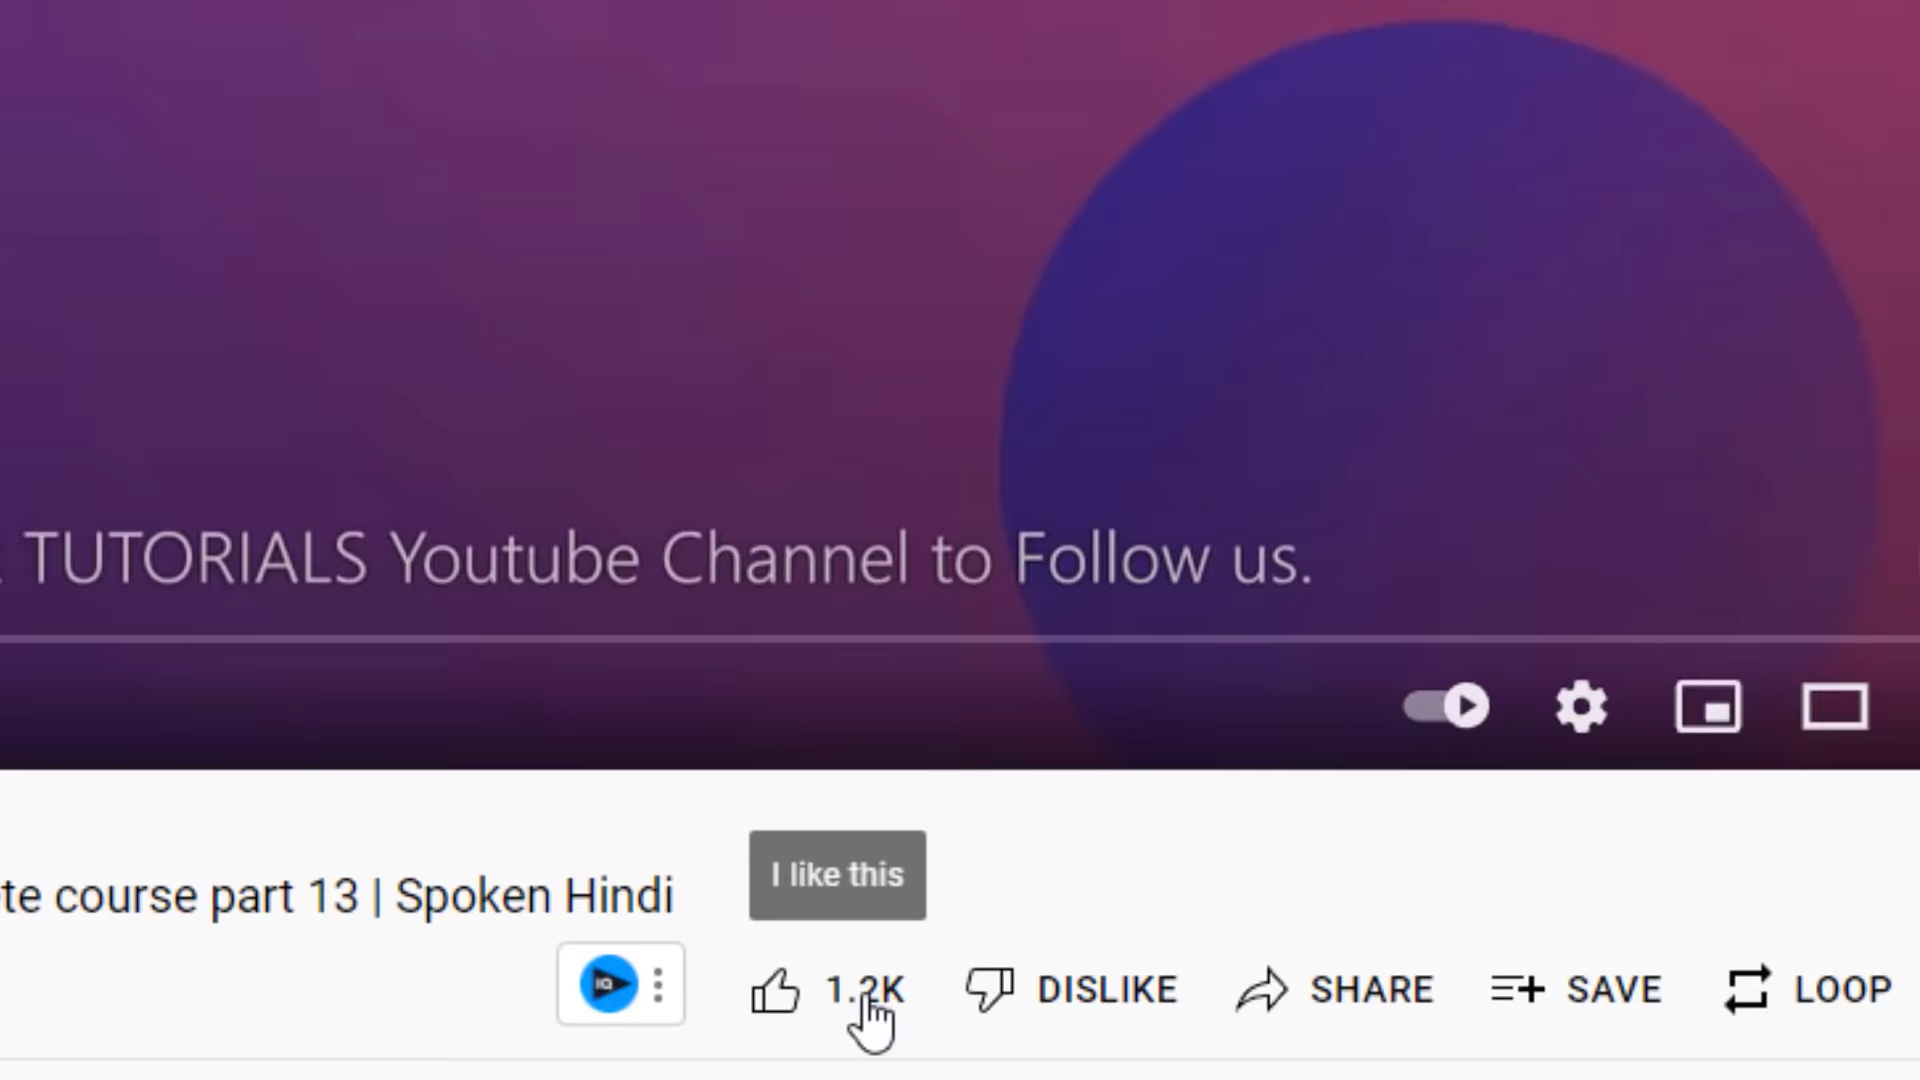 TUTORIALS Youtube Channel to Follow us.
I like this
te course part 13 | Spoken Hindi
IQ 1.2K DISLIKE SHARE SAVE LOOP